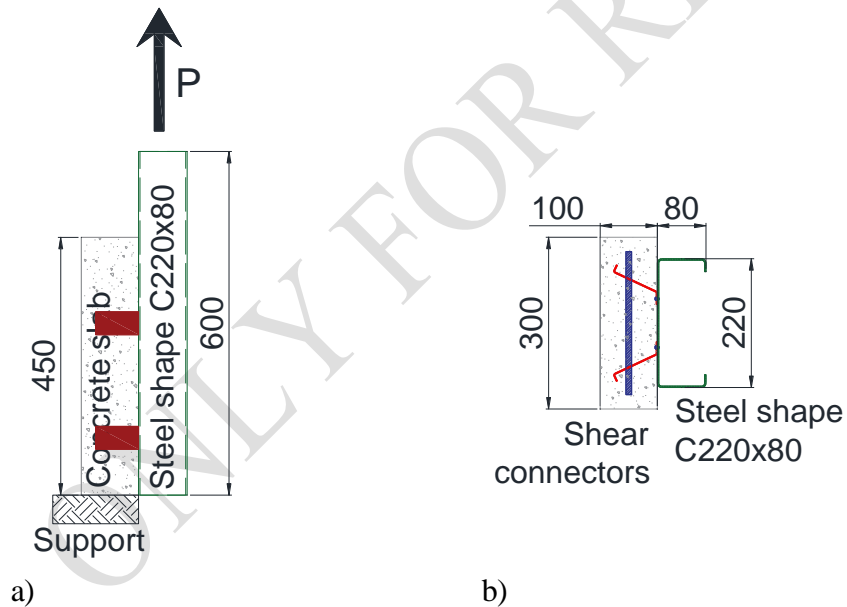 P
Concrete slab
Steel shape C220x80
450
600
Support
a)
100
80
300
220
Shear
connectors
Steel shape
C220x80
b)
ONLY FOR RE